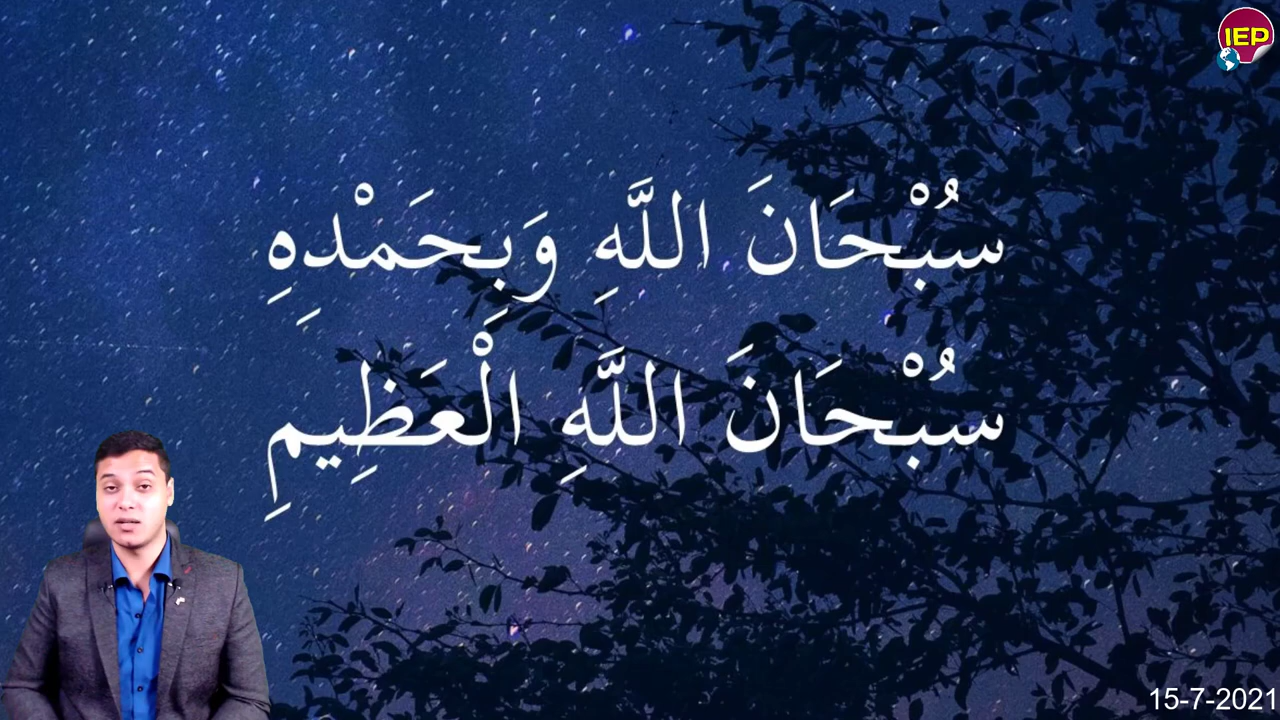 IEP
سُبْحَانَ اللَّهِ وَبِحَمْدِهِ
سُبْحَانَ اللَّهِ الْعَظِيمِ
15-7-2021